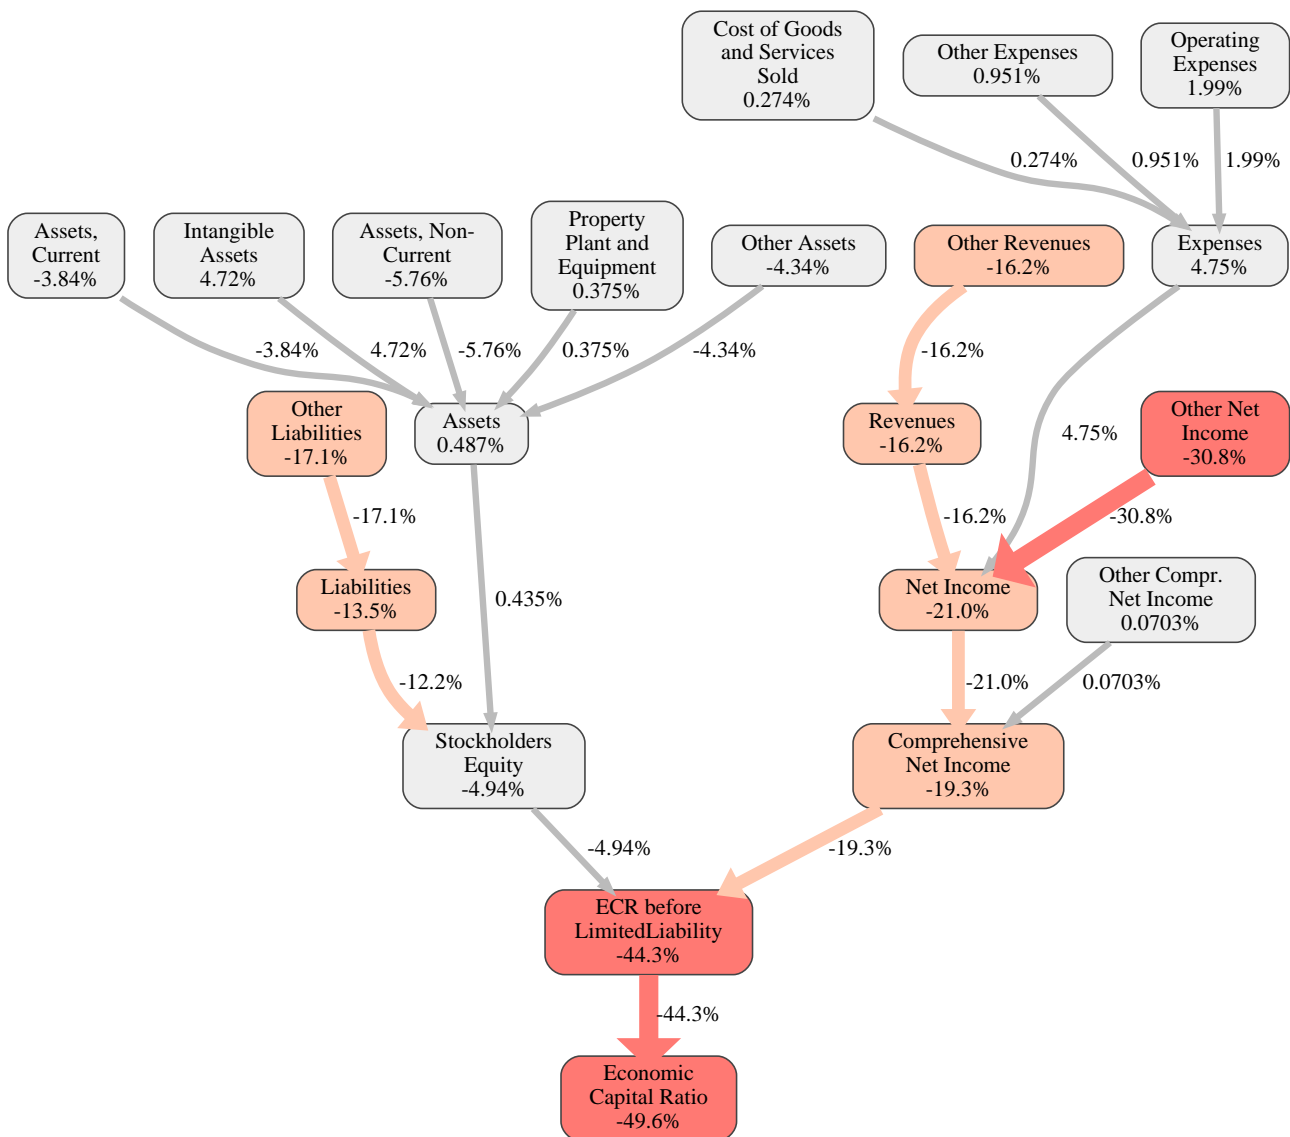 Cost of Goods
and Services
Sold
0.274%
Other Expenses
0.951%
Operating
Expenses
1.99%
0.274%
0.951%
1.99%
Assets,
Current
-3.84%
Intangible
Assets
4.72%
Assets, Non-
Current
-5.76%
Property
Plant and
Equipment
0.375%
Other Assets
-4.34%
Other Revenues
-16.2%
Expenses
4.75%
-3.84%
4.72%
-5.76%
0.375%
-4.34%
-16.2%
Other
Liabilities
-17.1%
Assets
0.487%
Revenues
-16.2%
4.75%
Other Net
Income
-30.8%
-17.1%
-16.2%
-30.8%
Liabilities
-13.5%
0.435%
Net Income
-21.0%
Other Compr.
Net Income
0.0703%
-12.2%
-21.0%
0.0703%
Stockholders
Equity
-4.94%
Comprehensive
Net Income
-19.3%
-4.94%
-19.3%
ECR before
LimitedLiability
-44.3%
-44.3%
Economic
Capital Ratio
-49.6%